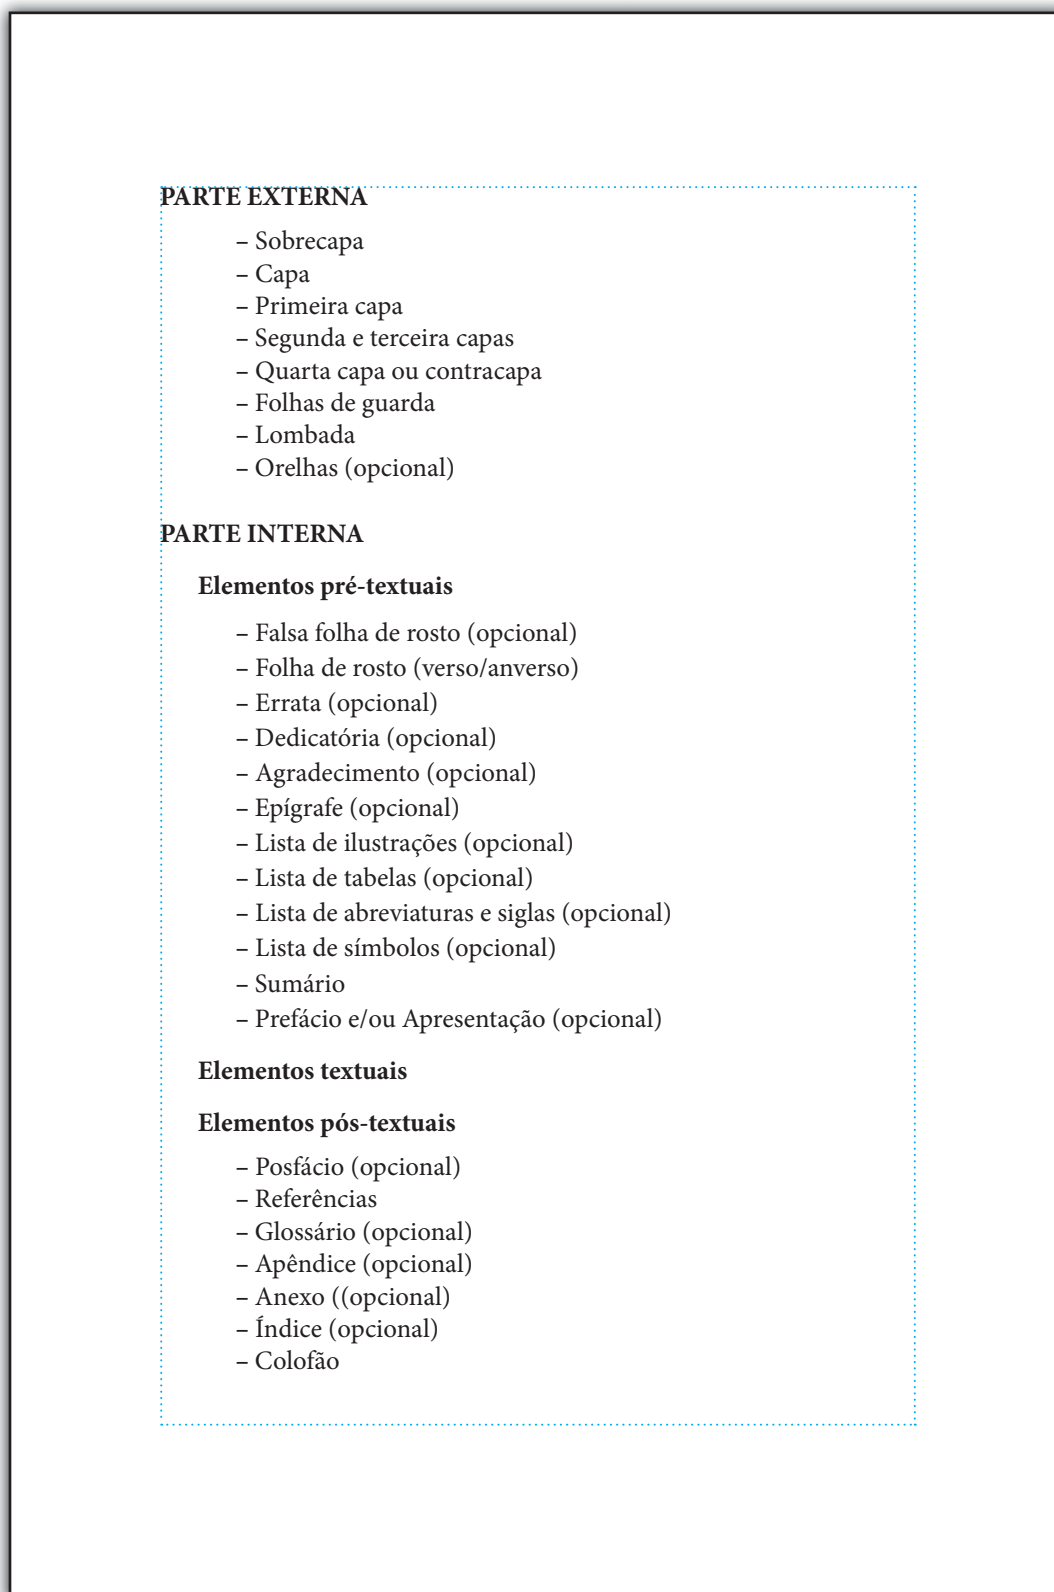 PARTE EXTERNA
– Sobrecapa
– Capa
– Primeira capa
– Segunda e terceira capas
– Quarta capa ou contracapa
– Folhas de guarda
– Lombada
– Orelhas (opcional)
PARTE INTERNA
Elementos pré-textuais
– Falsa folha de rosto (opcional)
– Folha de rosto (verso/anverso)
– Errata (opcional)
– Dedicatória (opcional)
– Agradecimento (opcional)
– Epígrafe (opcional)
– Lista de ilustrações (opcional)
– Lista de tabelas (opcional)
– Lista de abreviaturas e siglas (opcional)
– Lista de símbolos (opcional)
– Sumário
– Prefácio e/ou Apresentação (opcional)
Elementos textuais
Elementos pós-textuais
– Posfácio (opcional)
– Referências
– Glossário (opcional)
– Apêndice (opcional)
– Anexo ((opcional)
– Índice (opcional)
– Colofão